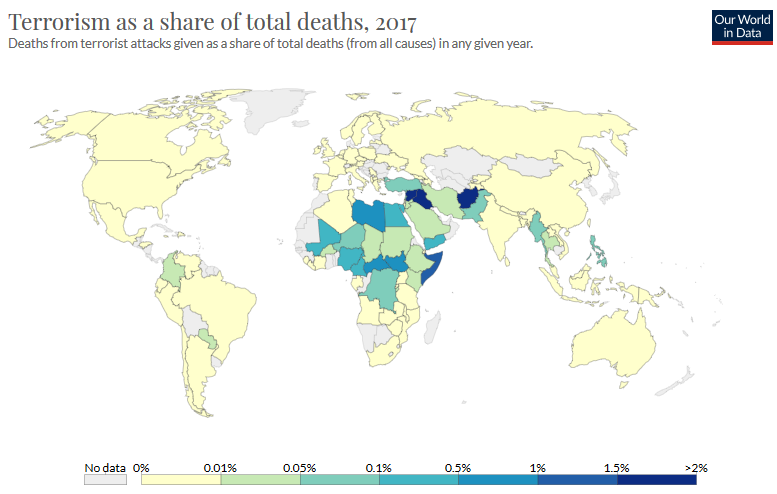 Terrorism as a share of total deaths, 2017
Deaths from terrorist attacks given as a share of total deaths (from all causes) in any given year.
Our World
in Data
No data 0% 0.01% 0.05% 0.1% 0.5% 1% 1.5% >2%